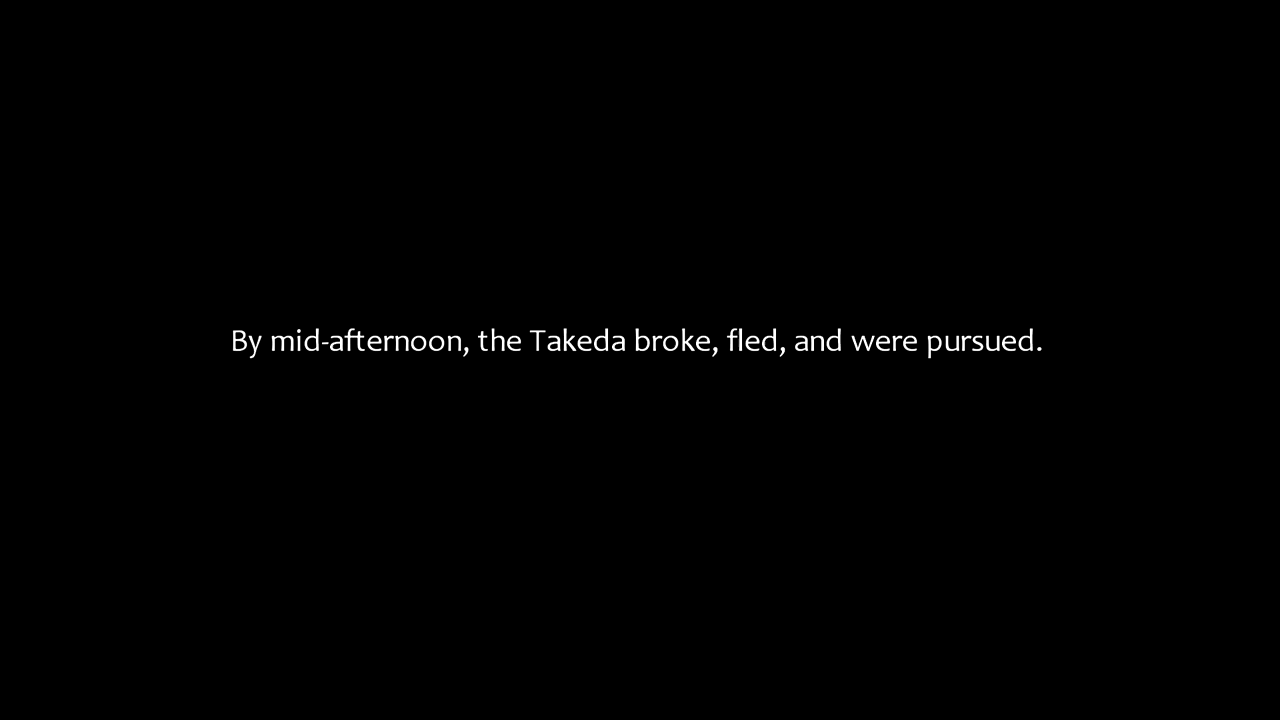 By mid-afternoon, the Takeda broke, fled, and were pursued.